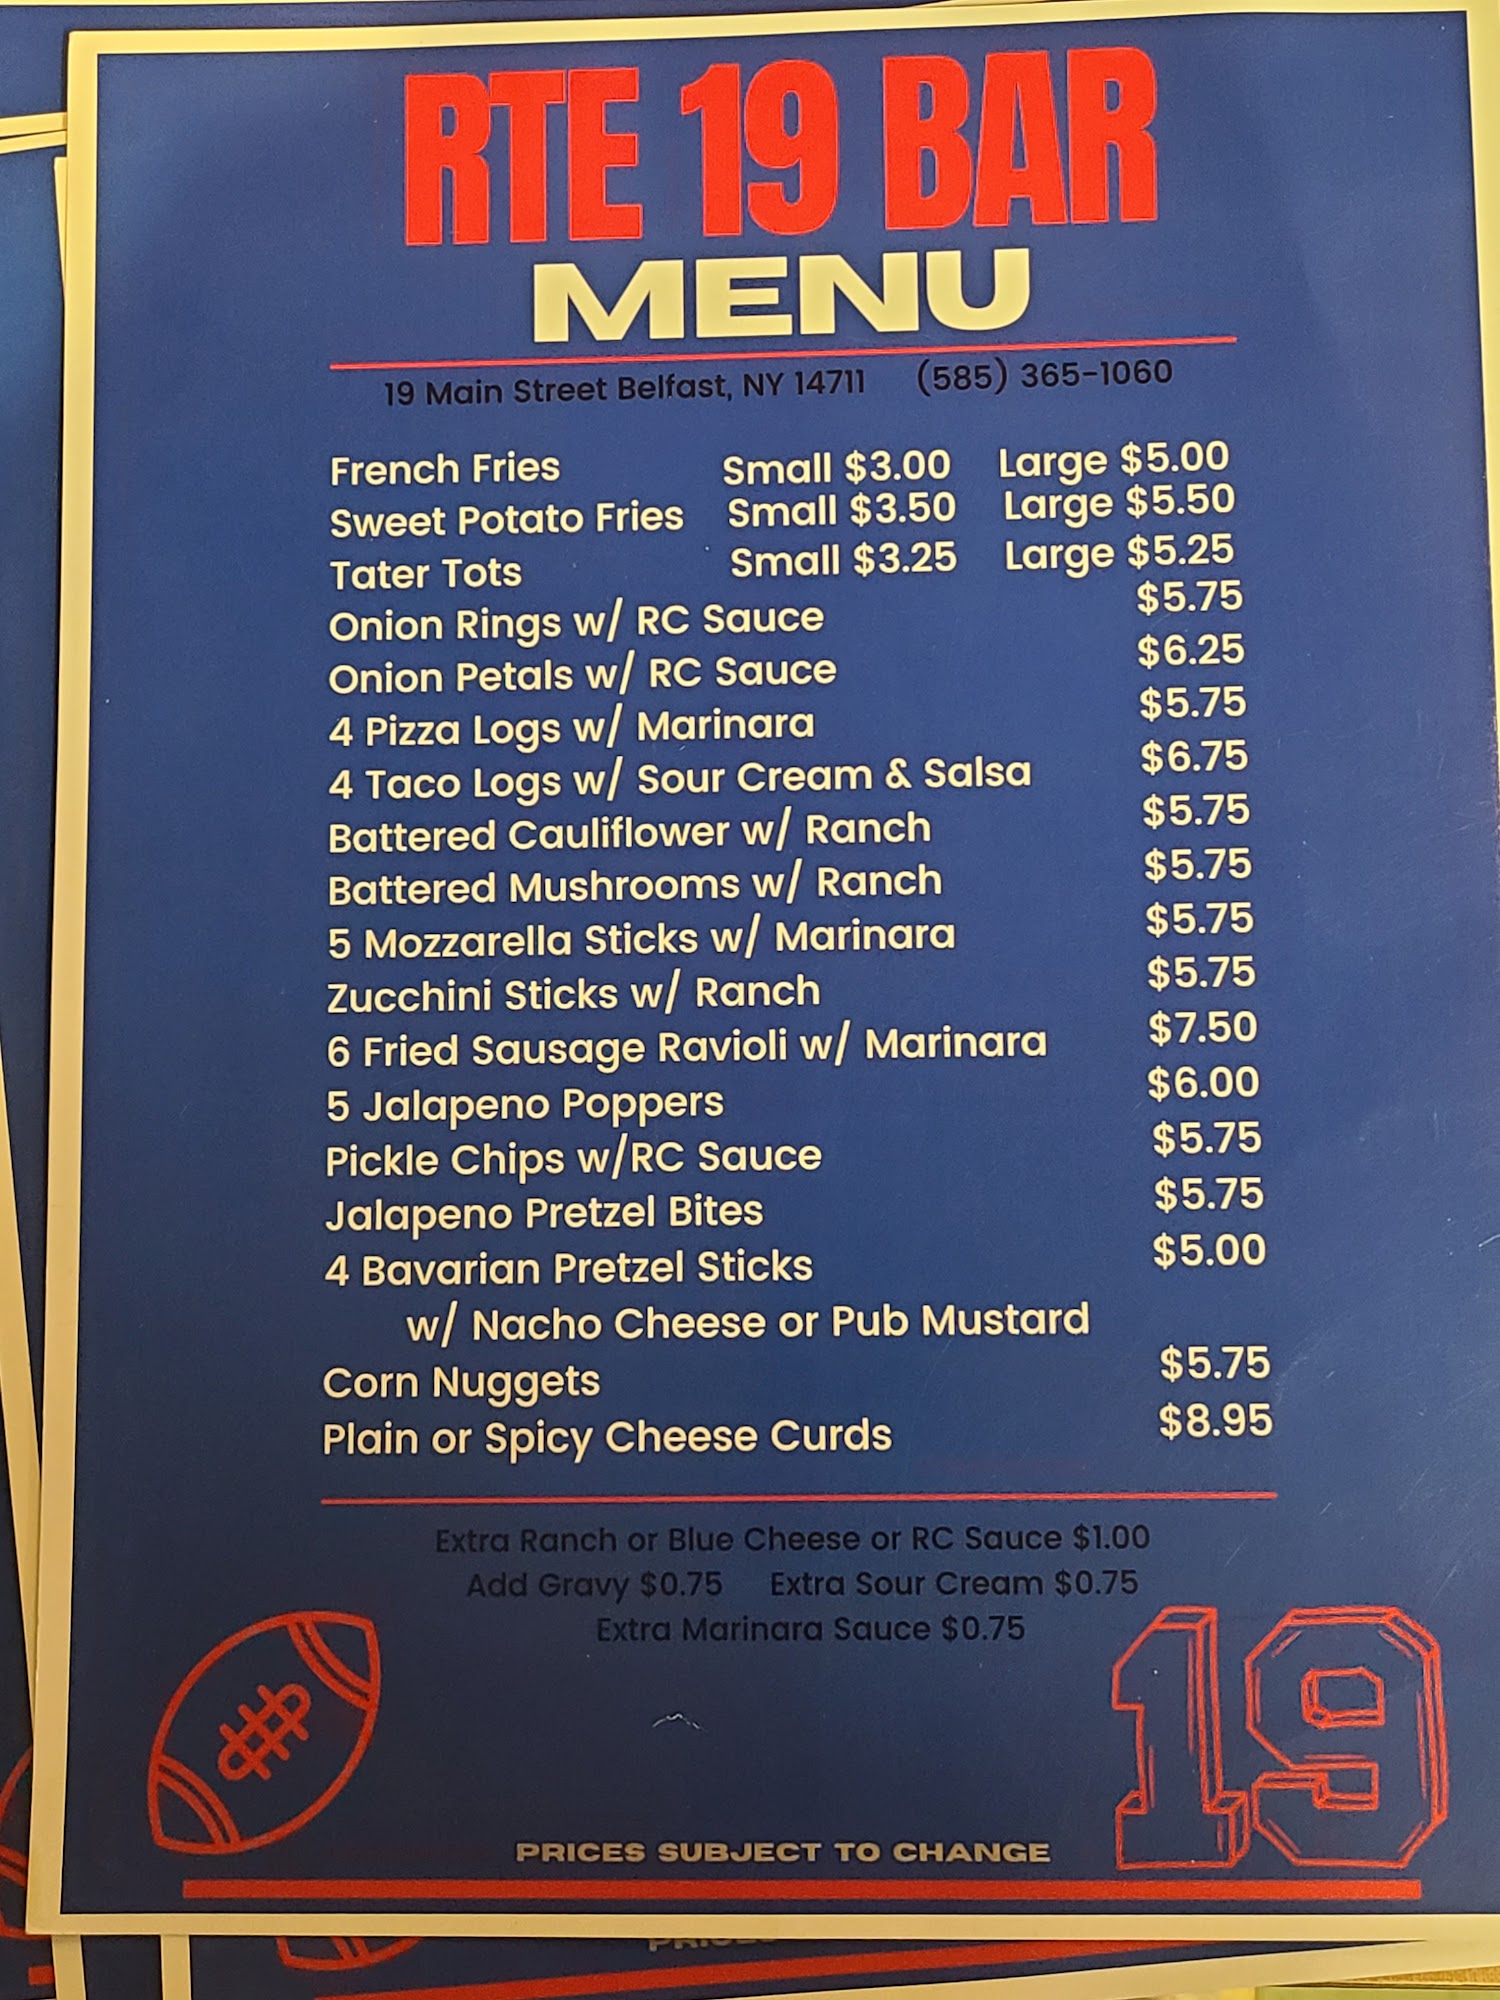 RTE 19 BAR
MENU
19 Main Street Belfast, NY 14711 (585) 365-1060
French Fries Small $3.00 Large $5.00
Sweet Potato Fries Small $3.50 Large $5.50
Tater Tots Small $3.25 Large $5.25
Onion Rings w/ RC Sauce $5.75
Onion Petals w/ RC Sauce $6.25
4 Pizza Logs w/ Marinara $5.75
4 Taco Logs w/ Sour Cream & Salsa $6.75
Battered Cauliflower w/ Ranch $5.75
Battered Mushrooms w/ Ranch $5.75
5 Mozzarella Sticks w/ Marinara $5.75
Zucchini Sticks w/ Ranch $5.75
6 Fried Sausage Ravioli w/ Marinara $7.50
5 Jalapeno Poppers $6.00
Pickle Chips w/RC Sauce $5.75
Jalapeno Pretzel Bites $5.75
4 Bavarian Pretzel Sticks $5.00
w/ Nacho Cheese or Pub Mustard
Corn Nuggets $5.75
Plain or Spicy Cheese Curds $8.95
Extra Ranch or Blue Cheese or RC Sauce $1.00
Add Gravy $0.75 Extra Sour Cream $0.75
Extra Marinara Sauce $0.75
19
PRICES SUBJECT TO CHANGE